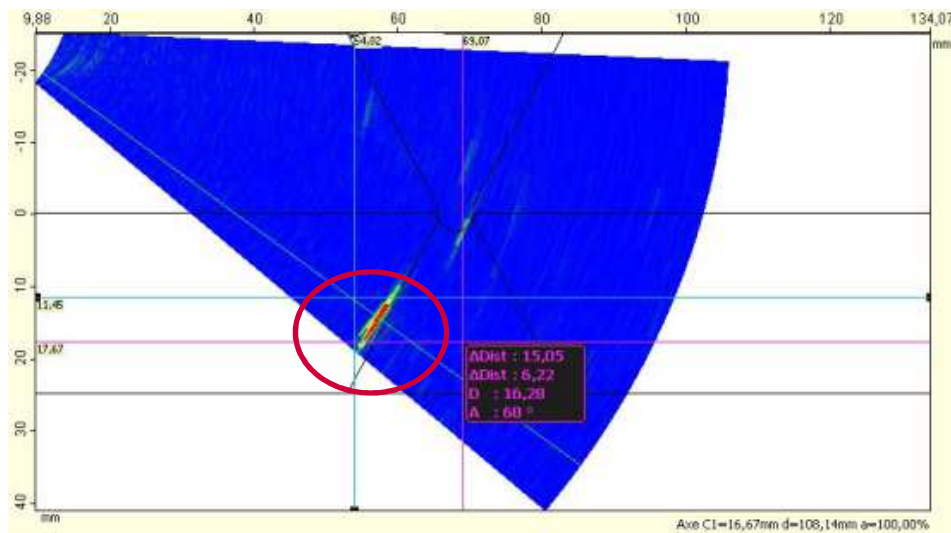 9,88 20 40 60 80 100 120 134,07
mm
54,02 69,07
-20
-10
0
10
11,45
17,67
20
30
40
mm
ΔDist : 15,05
ΔDist : 6,22
D : 16,28
A : 68 °
Axe C1=16,67mm d=108,14mm a=100,00%